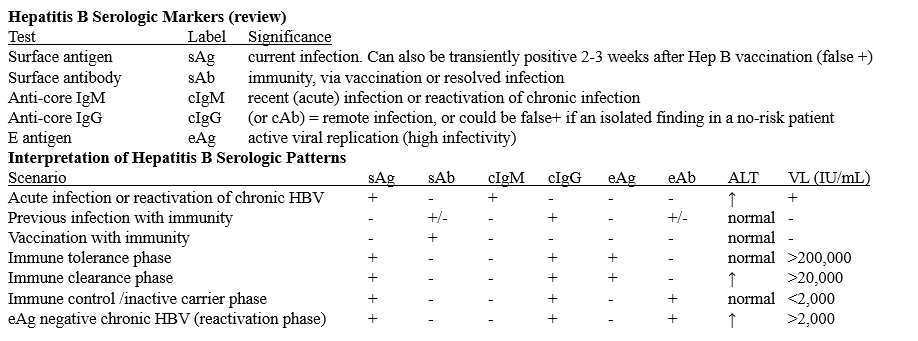 Hepatitis B Serologic Markers (review)
Test Label Significance
Surface antigen sAg current infection. Can also be transiently positive 2-3 weeks after Hep B vaccination (false +)
Surface antibody sAb immunity, via vaccination or resolved infection
Anti-core IgM cIgM recent (acute) infection or reactivation of chronic infection
Anti-core IgG cIgG (or cAb) = remote infection, or could be false+ if an isolated finding in a no-risk patient
E antigen eAg active viral replication (high infectivity)
Interpretation of Hepatitis B Serologic Patterns
Scenario sAg sAb cIgM cIgG eAg eAb ALT VL (IU/mL)
Acute infection or reactivation of chronic HBV + - + - - - ↑ +
Previous infection with immunity - +/- - + - +/- normal -
Vaccination with immunity - + - - - - normal -
Immune tolerance phase + - - + + - normal >200,000
Immune clearance phase + - - + + - ↑ >20,000
Immune control /inactive carrier phase + - - + - + normal <2,000
eAg negative chronic HBV (reactivation phase) + - - + - + ↑ >2,000